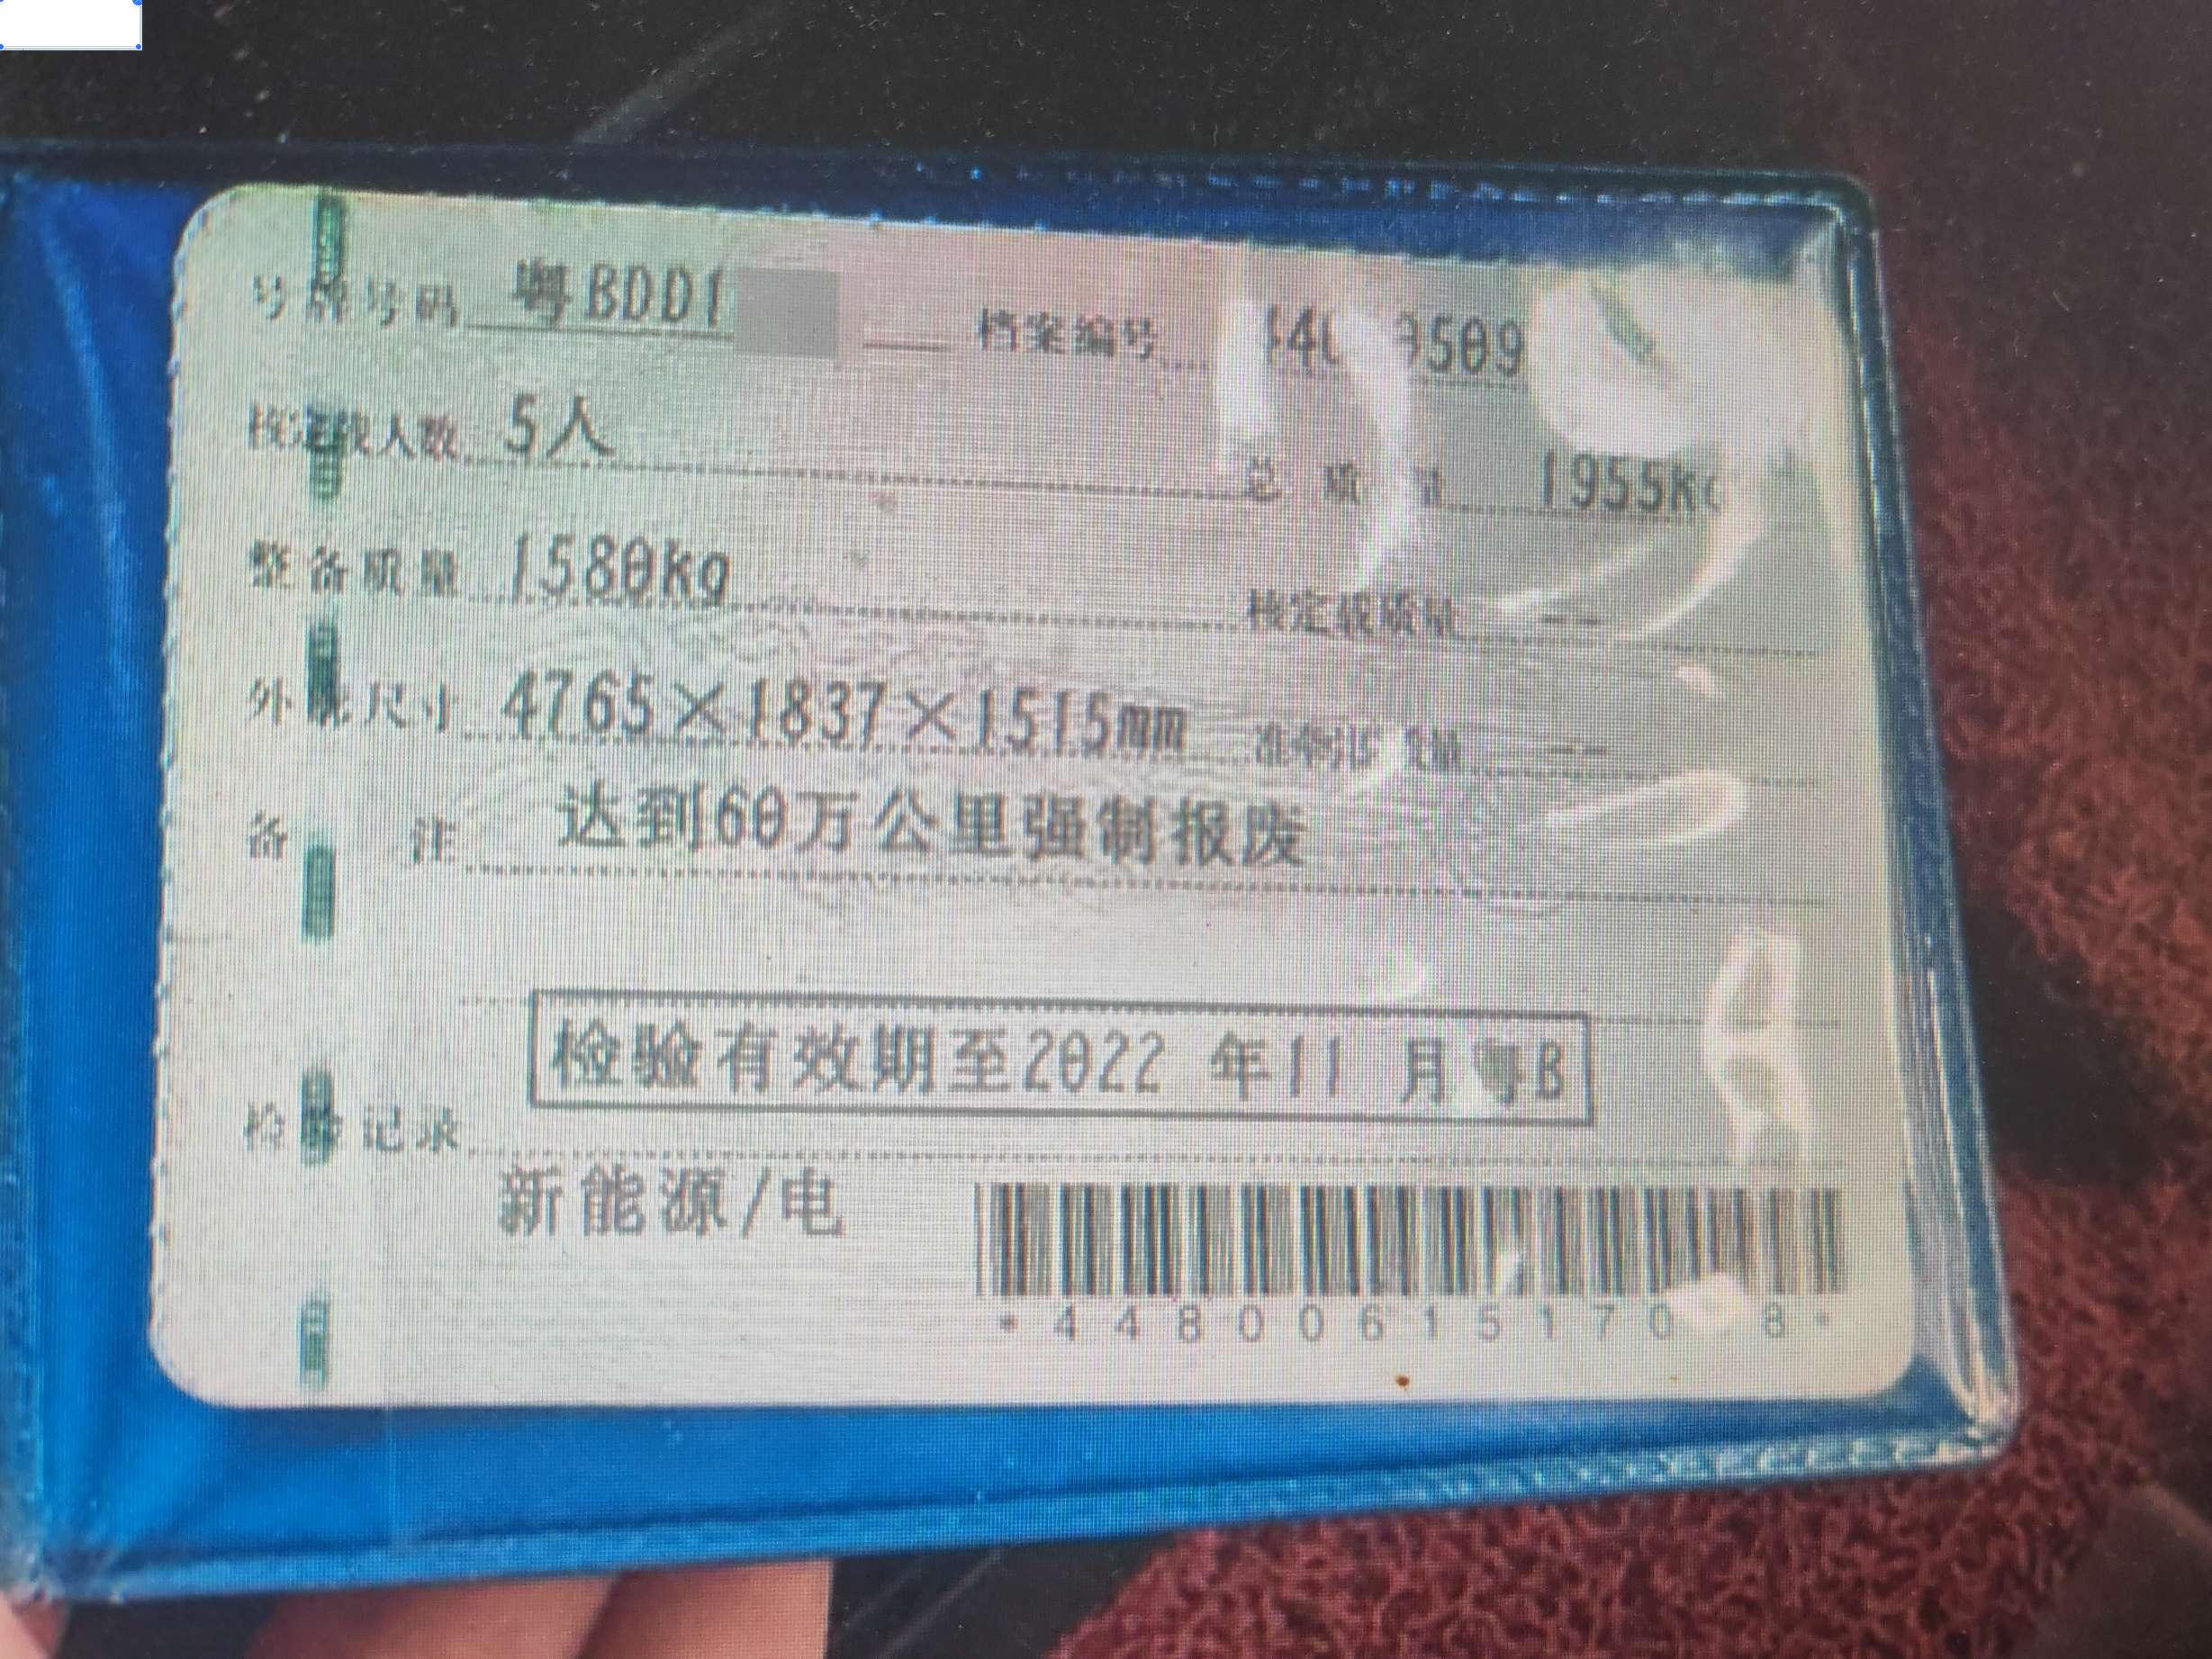 号牌号码 粤BDD1 档案编号 3509
核定载人数 5人 总质量 1955k
整备质量 1580kg 核定载质量 --
外廓尺寸 4765×1837×1515mm 准牵引总质量 --
备注 达到60万公里强制报废
检验有效期至2022 年11 月粤B
检验记录
新能源/电
*44800615170 8*